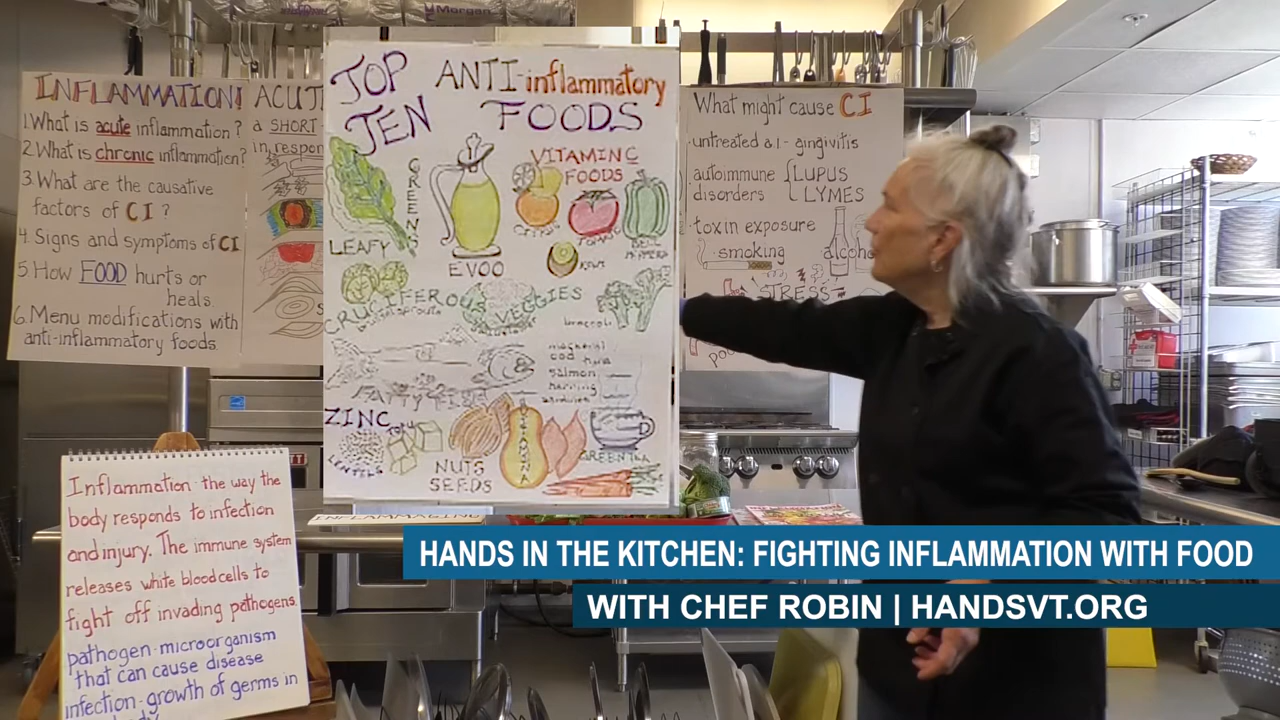 INFLAMMATION!
1. What is acute inflammation?
2. What is chronic inflammation?
3. What are the causative
factors of CI?
4. Signs and symptoms of CI
5 How FOOD hurts or
heals
6. Menu modifications with
anti-inflammatory foods.
a SHORT
TOP
TEN
ANTI-inflammatory
FOODS
LEAFY
GREENS
EVOO
VITAMIN C
FOODS
CITRUS
TOMATO
BELL
PEPPERS
KIWI
CRUCIFEROUS VEGGIES
brussel sprouts
broccoli
FATTY FISH
mackerel
cod tuna
salmon
herring
ZINC
LENTILS
TOFU
NUTS
SEEDS
GREEN TEA
What might cause CI
untreated
gingivitis
autoimmune
disorders
LUPUS
LYMES
toxin exposure
smoking
STRESS
INFLAMMAGING
Inflammation · the way the
body responds to infection
and injury. The immune system
releases white blood cells to
fight off invading pathogens.
pathogen · microorganism
that can cause disease
infection · growth of germs in
HANDS IN THE KITCHEN: FIGHTING INFLAMMATION WITH FOOD
WITH CHEF ROBIN | HANDSVT.ORG